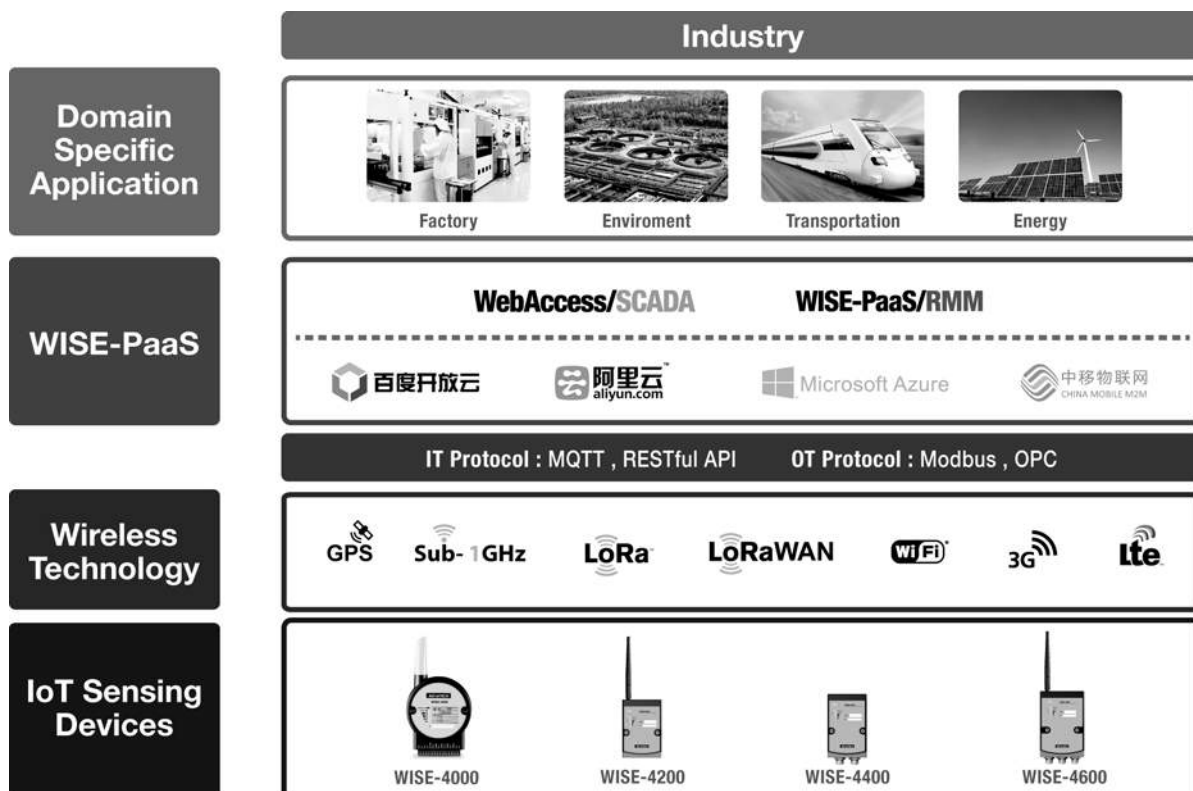 Industry
Domain
Specific
Application
Factory
Enviroment
Transportation
Energy
WISE-PaaS
WebAccess/SCADA
WISE-PaaS/RMM
百度开放云
阿里云™
aliyun.com
Microsoft Azure
中移物联网
CHINA MOBILE M2M
IT Protocol : MQTT , RESTful API
OT Protocol : Modbus , OPC
Wireless
Technology
GPS
Sub-1GHz
LoRa
LoRaWAN
WiFi
3G
Lte
IoT Sensing
Devices
WISE-4000
WISE-4200
WISE-4400
WISE-4600